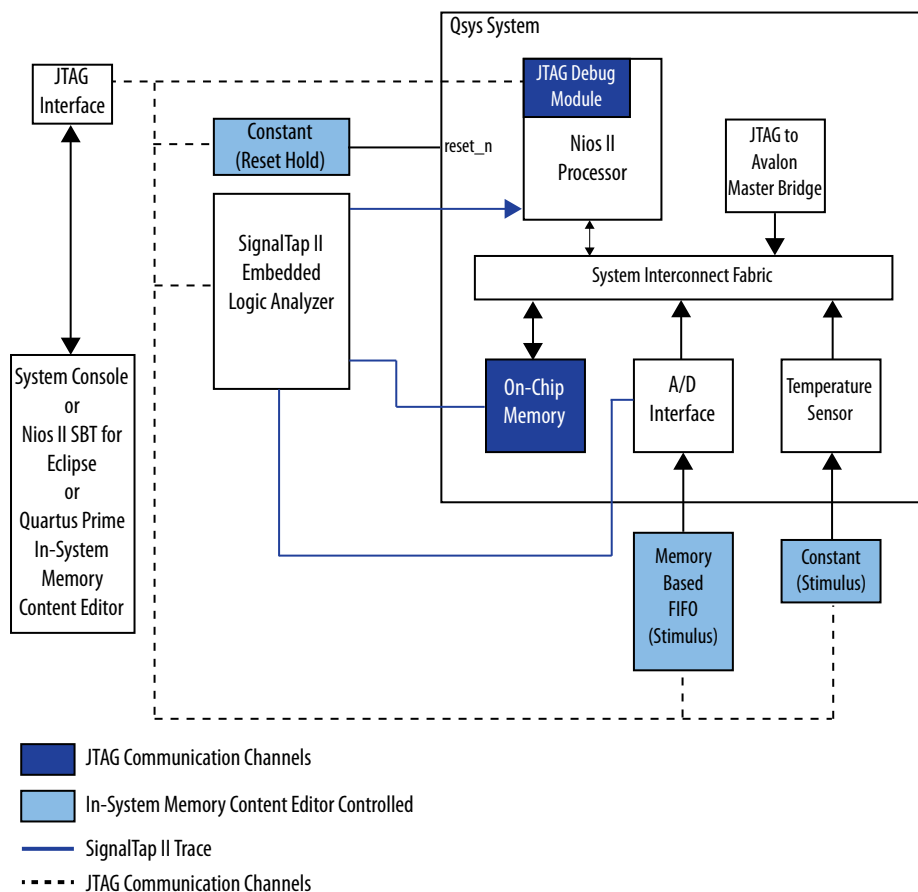 Qsys System
JTAG
Interface
JTAG Debug
Module
Nios II
Processor
Constant
(Reset Hold)
reset_n
JTAG to
Avalon
Master Bridge
SignalTap II
Embedded
Logic Analyzer
System Interconnect Fabric
System Console
or
Nios II SBT for
Eclipse
or
Quartus Prime
In-System
Memory
Content Editor
On-Chip
Memory
A/D
Interface
Temperature
Sensor
Memory
Based
FIFO
(Stimulus)
Constant
(Stimulus)
JTAG Communication Channels
In-System Memory Content Editor Controlled
SignalTap II Trace
JTAG Communication Channels